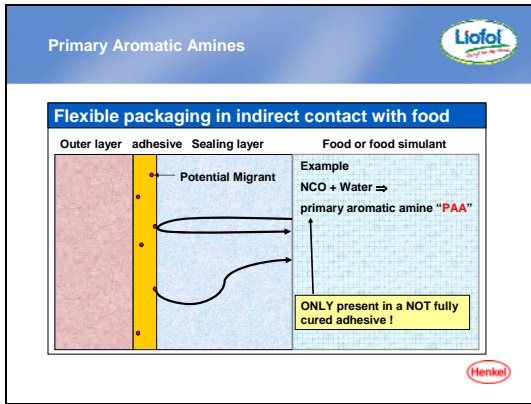 Primary Aromatic Amines
Liofol
Flexible packaging in indirect contact with food
Outer layer adhesive Sealing layer Food or food simulant
Potential Migrant
Example
NCO + Water ⇒
primary aromatic amine “PAA”
ONLY present in a NOT fully
cured adhesive !
Henkel